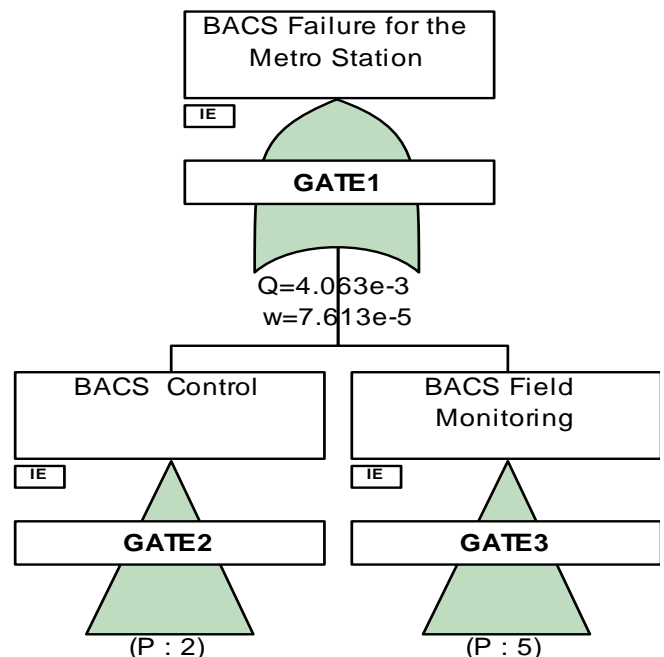 BACS Failure for the
Metro Station
IE
GATE1
Q=4.063e-3
w=7.613e-5
BACS Control
BACS Field
Monitoring
IE
IE
GATE2
GATE3
(P : 2)
(P : 5)